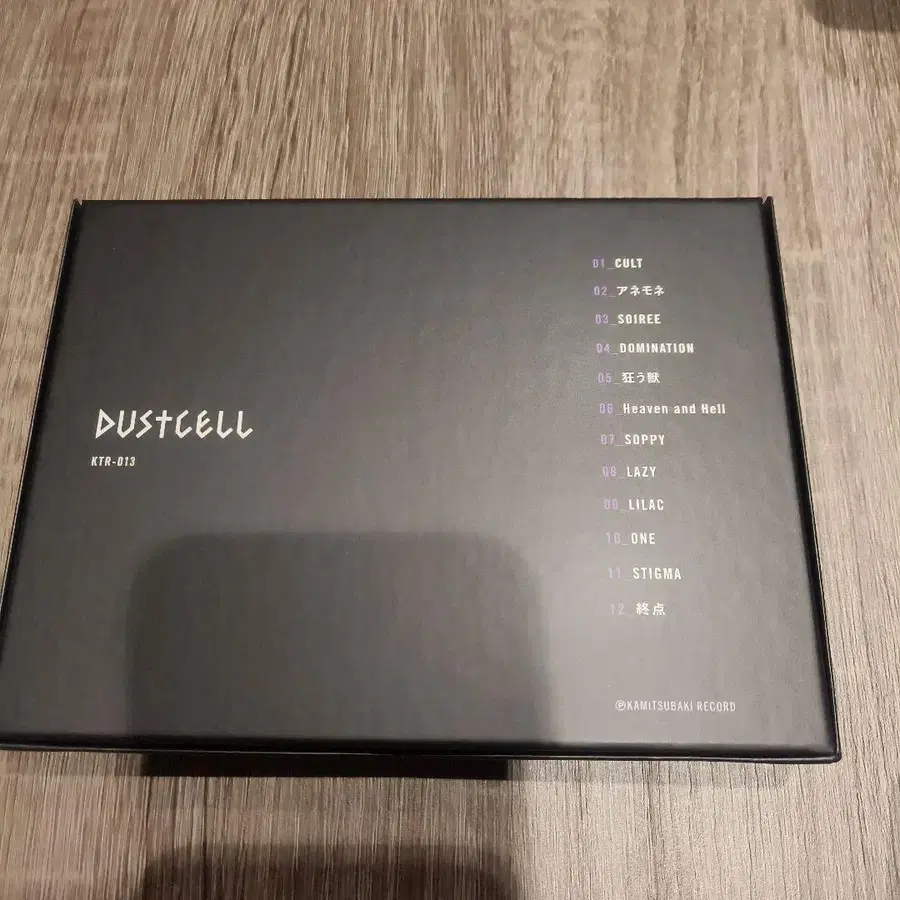 DUSTCELL
KTR-013
01_CULT
02_アネモネ
03_SOIREE
04_DOMINATION
05_狂う獣
06_Heaven and Hell
07_SOPPY
08_LAZY
09_LILAC
10_ONE
11_STIGMA
12_終点
ⓅKAMITSUBAKI RECORD